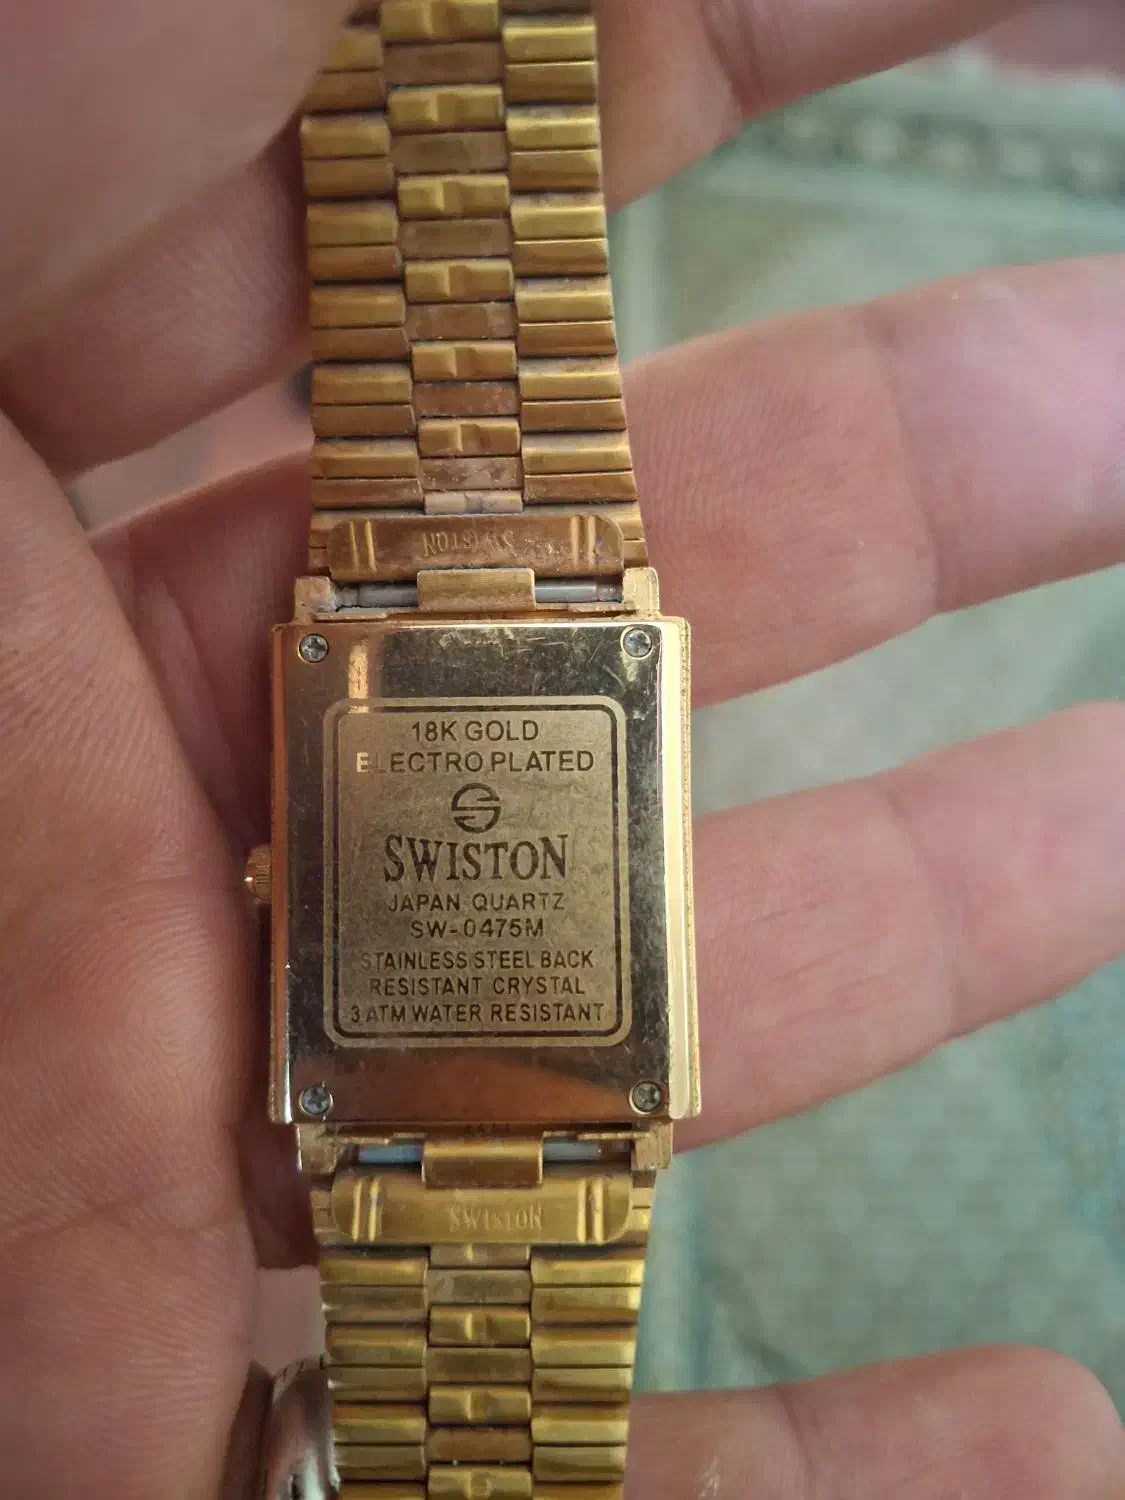 SWISTON
18K GOLD
ELECTRO PLATED
SWISTON
JAPAN QUARTZ
SW-0475M
STAINLESS STEEL BACK
RESISTANT CRYSTAL
3 ATM WATER RESISTANT
SWISTON